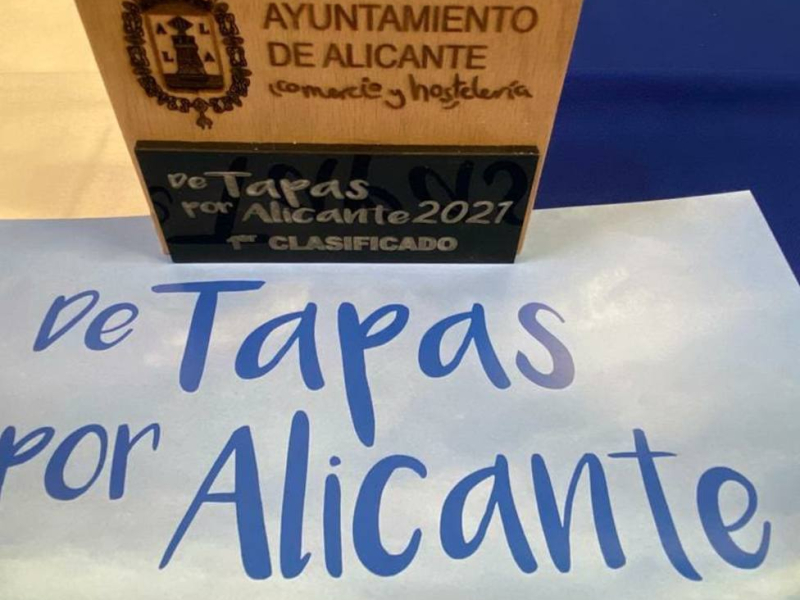 A L
L A
AYUNTAMIENTO
DE ALICANTE
comercio y hostelería
De Tapas
por Alicante 2021
1er CLASIFICADO
De Tapas
por Alicante